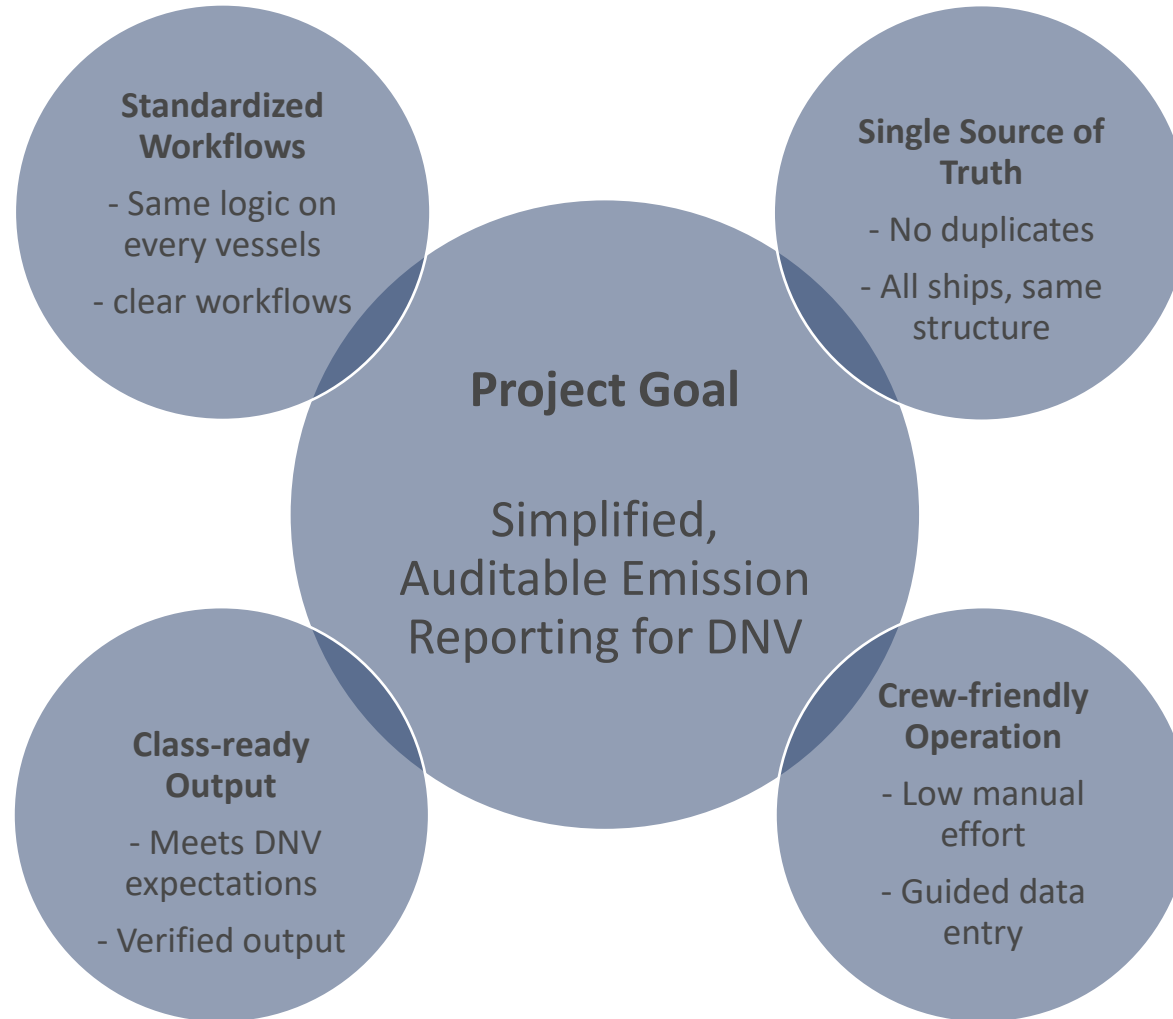 Standardized
Workflows
- Same logic on
every vessels
- clear workflows
Single Source of
Truth
- No duplicates
- All ships, same
structure
Project Goal
Simplified,
Auditable Emission
Reporting for DNV
Class-ready
Output
- Meets DNV
expectations
- Verified output
Crew-friendly
Operation
- Low manual
effort
- Guided data
entry